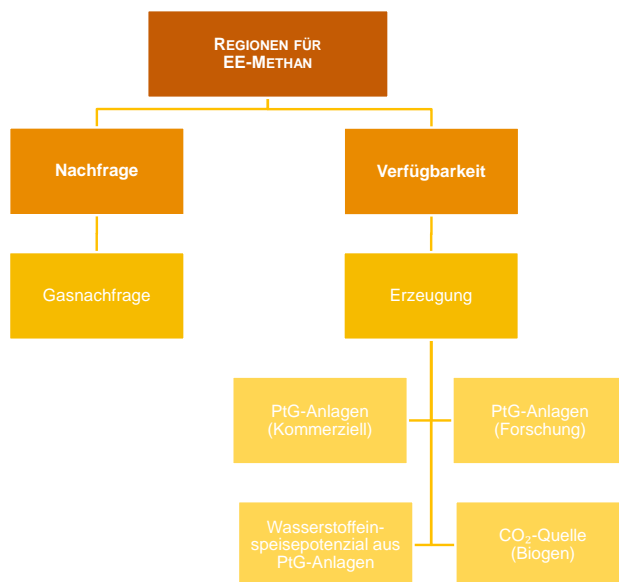 REGIONEN FÜR
EE-METHAN
Nachfrage
Verfügbarkeit
Gasnachfrage
Erzeugung
PtG-Anlagen
(Kommerziell)
PtG-Anlagen
(Forschung)
Wasserstoffein-
speisepotenzial aus
PtG-Anlagen
CO₂-Quelle
(Biogen)